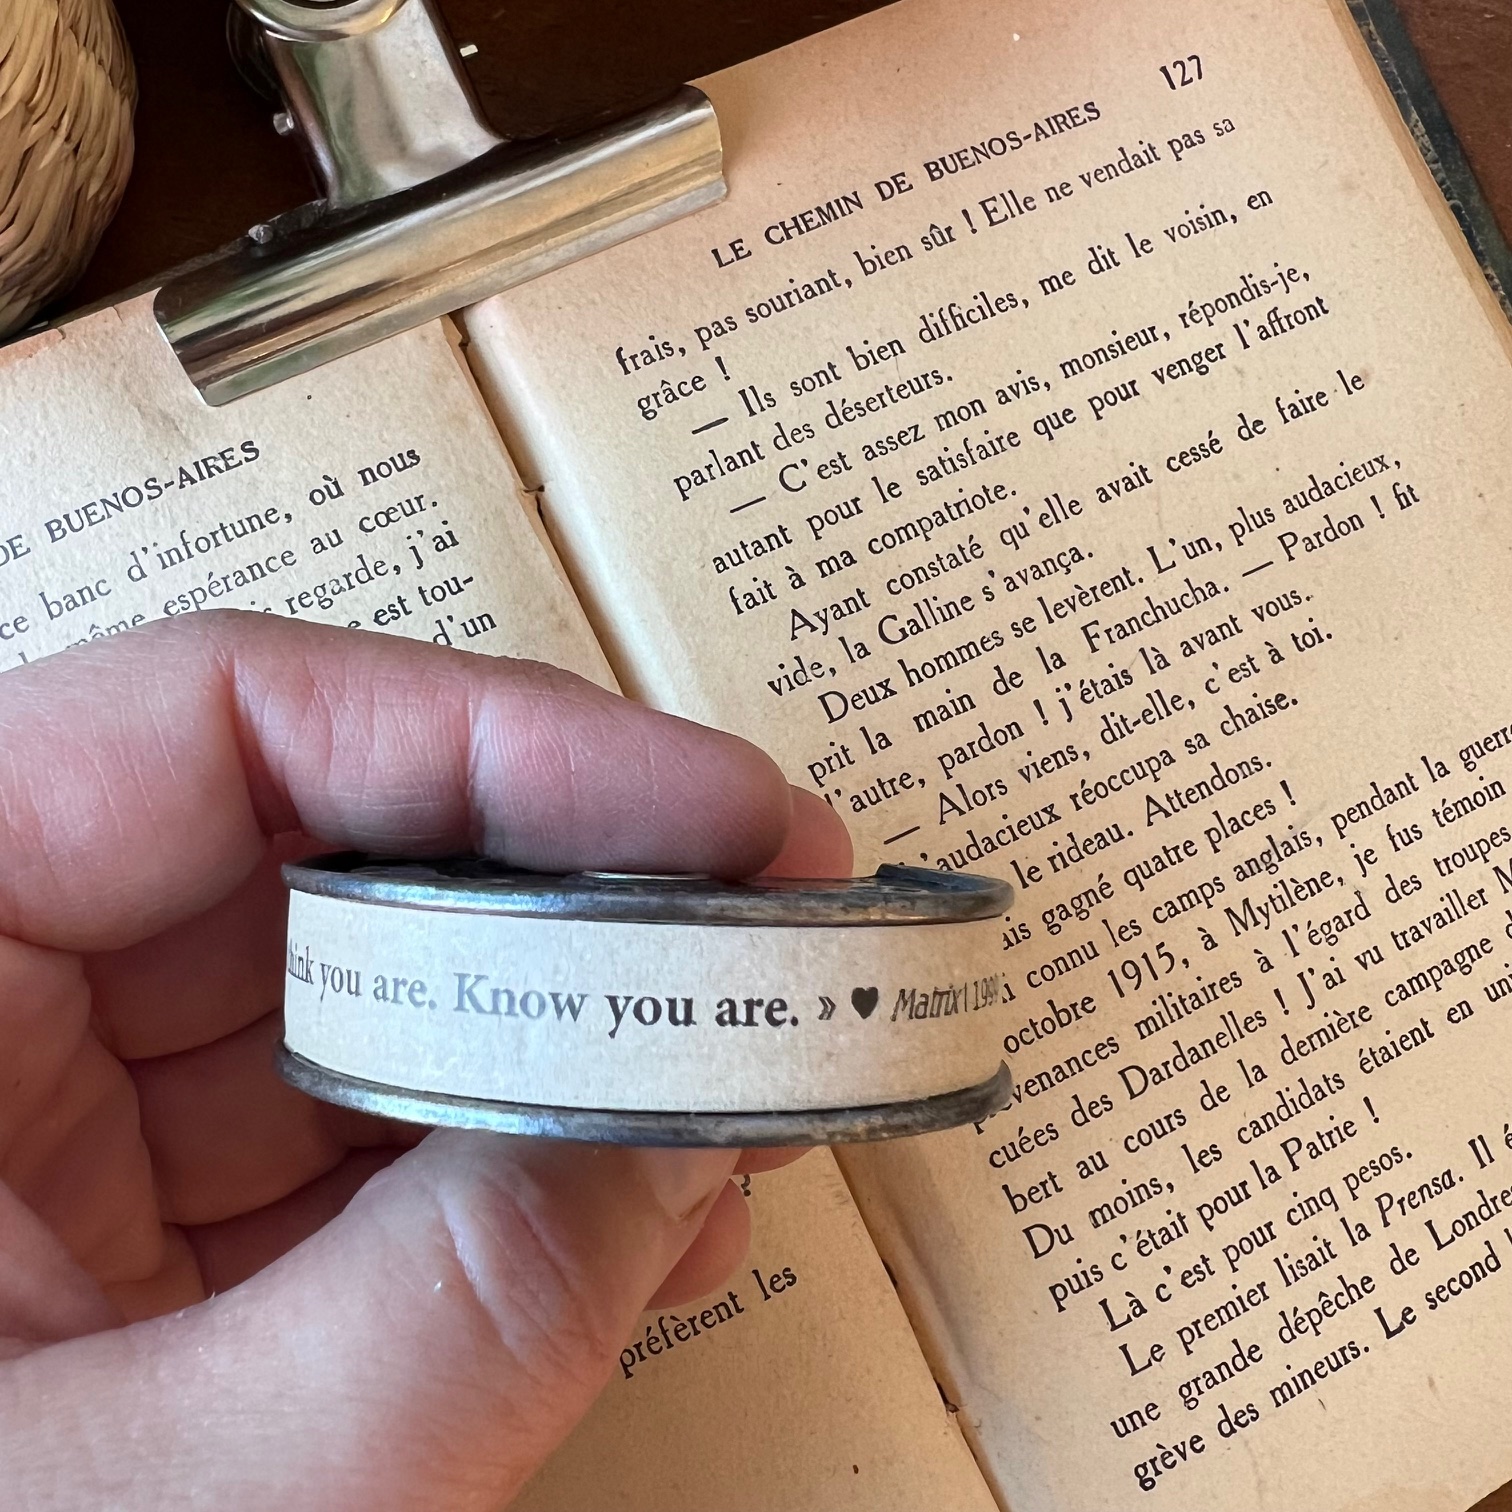 DE BUENOS-AIRES
ce banc d'infortune, où nous
même espérance au cœur.
regarde, j'ai
e est tou-
d'un
préfèrent les
127
LE CHEMIN DE BUENOS-AIRES
frais, pas souriant, bien sûr ! Elle ne vendait pas sa
grâce !
— Ils sont bien difficiles, me dit le voisin, en
parlant des déserteurs.
— C'est assez mon avis, monsieur, répondis-je,
autant pour le satisfaire que pour venger l'affront
fait à ma compatriote.
Ayant constaté qu'elle avait cessé de faire le
vide, la Galline s'avança.
Deux hommes se levèrent. L'un, plus audacieux,
prit la main de la Franchucha. — Pardon ! fit
l'autre, pardon ! j'étais là avant vous.
— Alors viens, dit-elle, c'est à toi.
L'audacieux réoccupa sa chaise.
le rideau. Attendons.
ais gagné quatre places !
i connu les camps anglais, pendant la guerre
octobre 1915, à Mytilène, je fus témoin
prévenances militaires à l'égard des troupes
cuées des Dardanelles ! J'ai vu travailler M
bert au cours de la dernière campagne d
Du moins, les candidats étaient en uni
puis c'était pour la Patrie !
Là c'est pour cinq pesos.
Le premier lisait la Prensa. Il é
une grande dépêche de Londre
grève des mineurs. Le second l
think you are. Know you are. » ♥ Matrix | 199